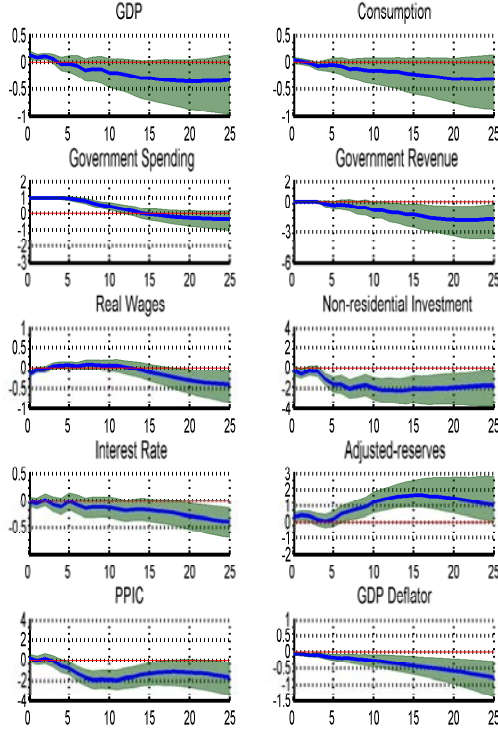 GDP
Consumption
0.5
0
-0.5
-1
0 5 10 15 20 25
0.5
0
-0.5
-1
0 5 10 15 20 25
Government Spending
Government Revenue
2
1
0
-1
-2
-3
0 5 10 15 20 25
2
0
-3
-6
0 5 10 15 20 25
Real Wages
Non-residential Investment
1
0.5
0
-0.5
-1
0 5 10 15 20 25
4
2
0
-2
-4
0 5 10 15 20 25
Interest Rate
Adjusted-reserves
0.5
0
-0.5
0 5 10 15 20 25
3
2
1
0
-1
-2
0 5 10 15 20 25
PPIC
GDP Deflator
4
2
0
-2
-4
0 5 10 15 20 25
1
0.5
0
-0.5
-1
-1.5
0 5 10 15 20 25